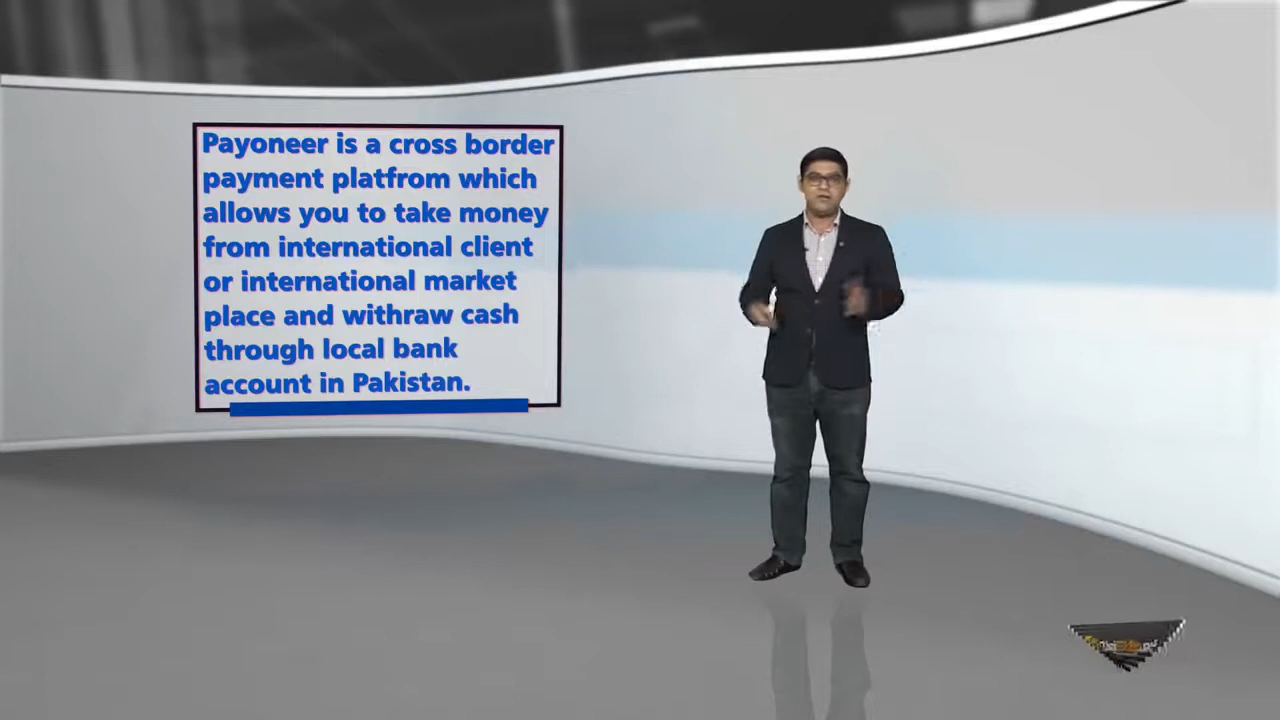 Payoneer is a cross border
payment platfrom which
allows you to take money
from international client
or international market
place and withraw cash
through local bank
account in Pakistan.